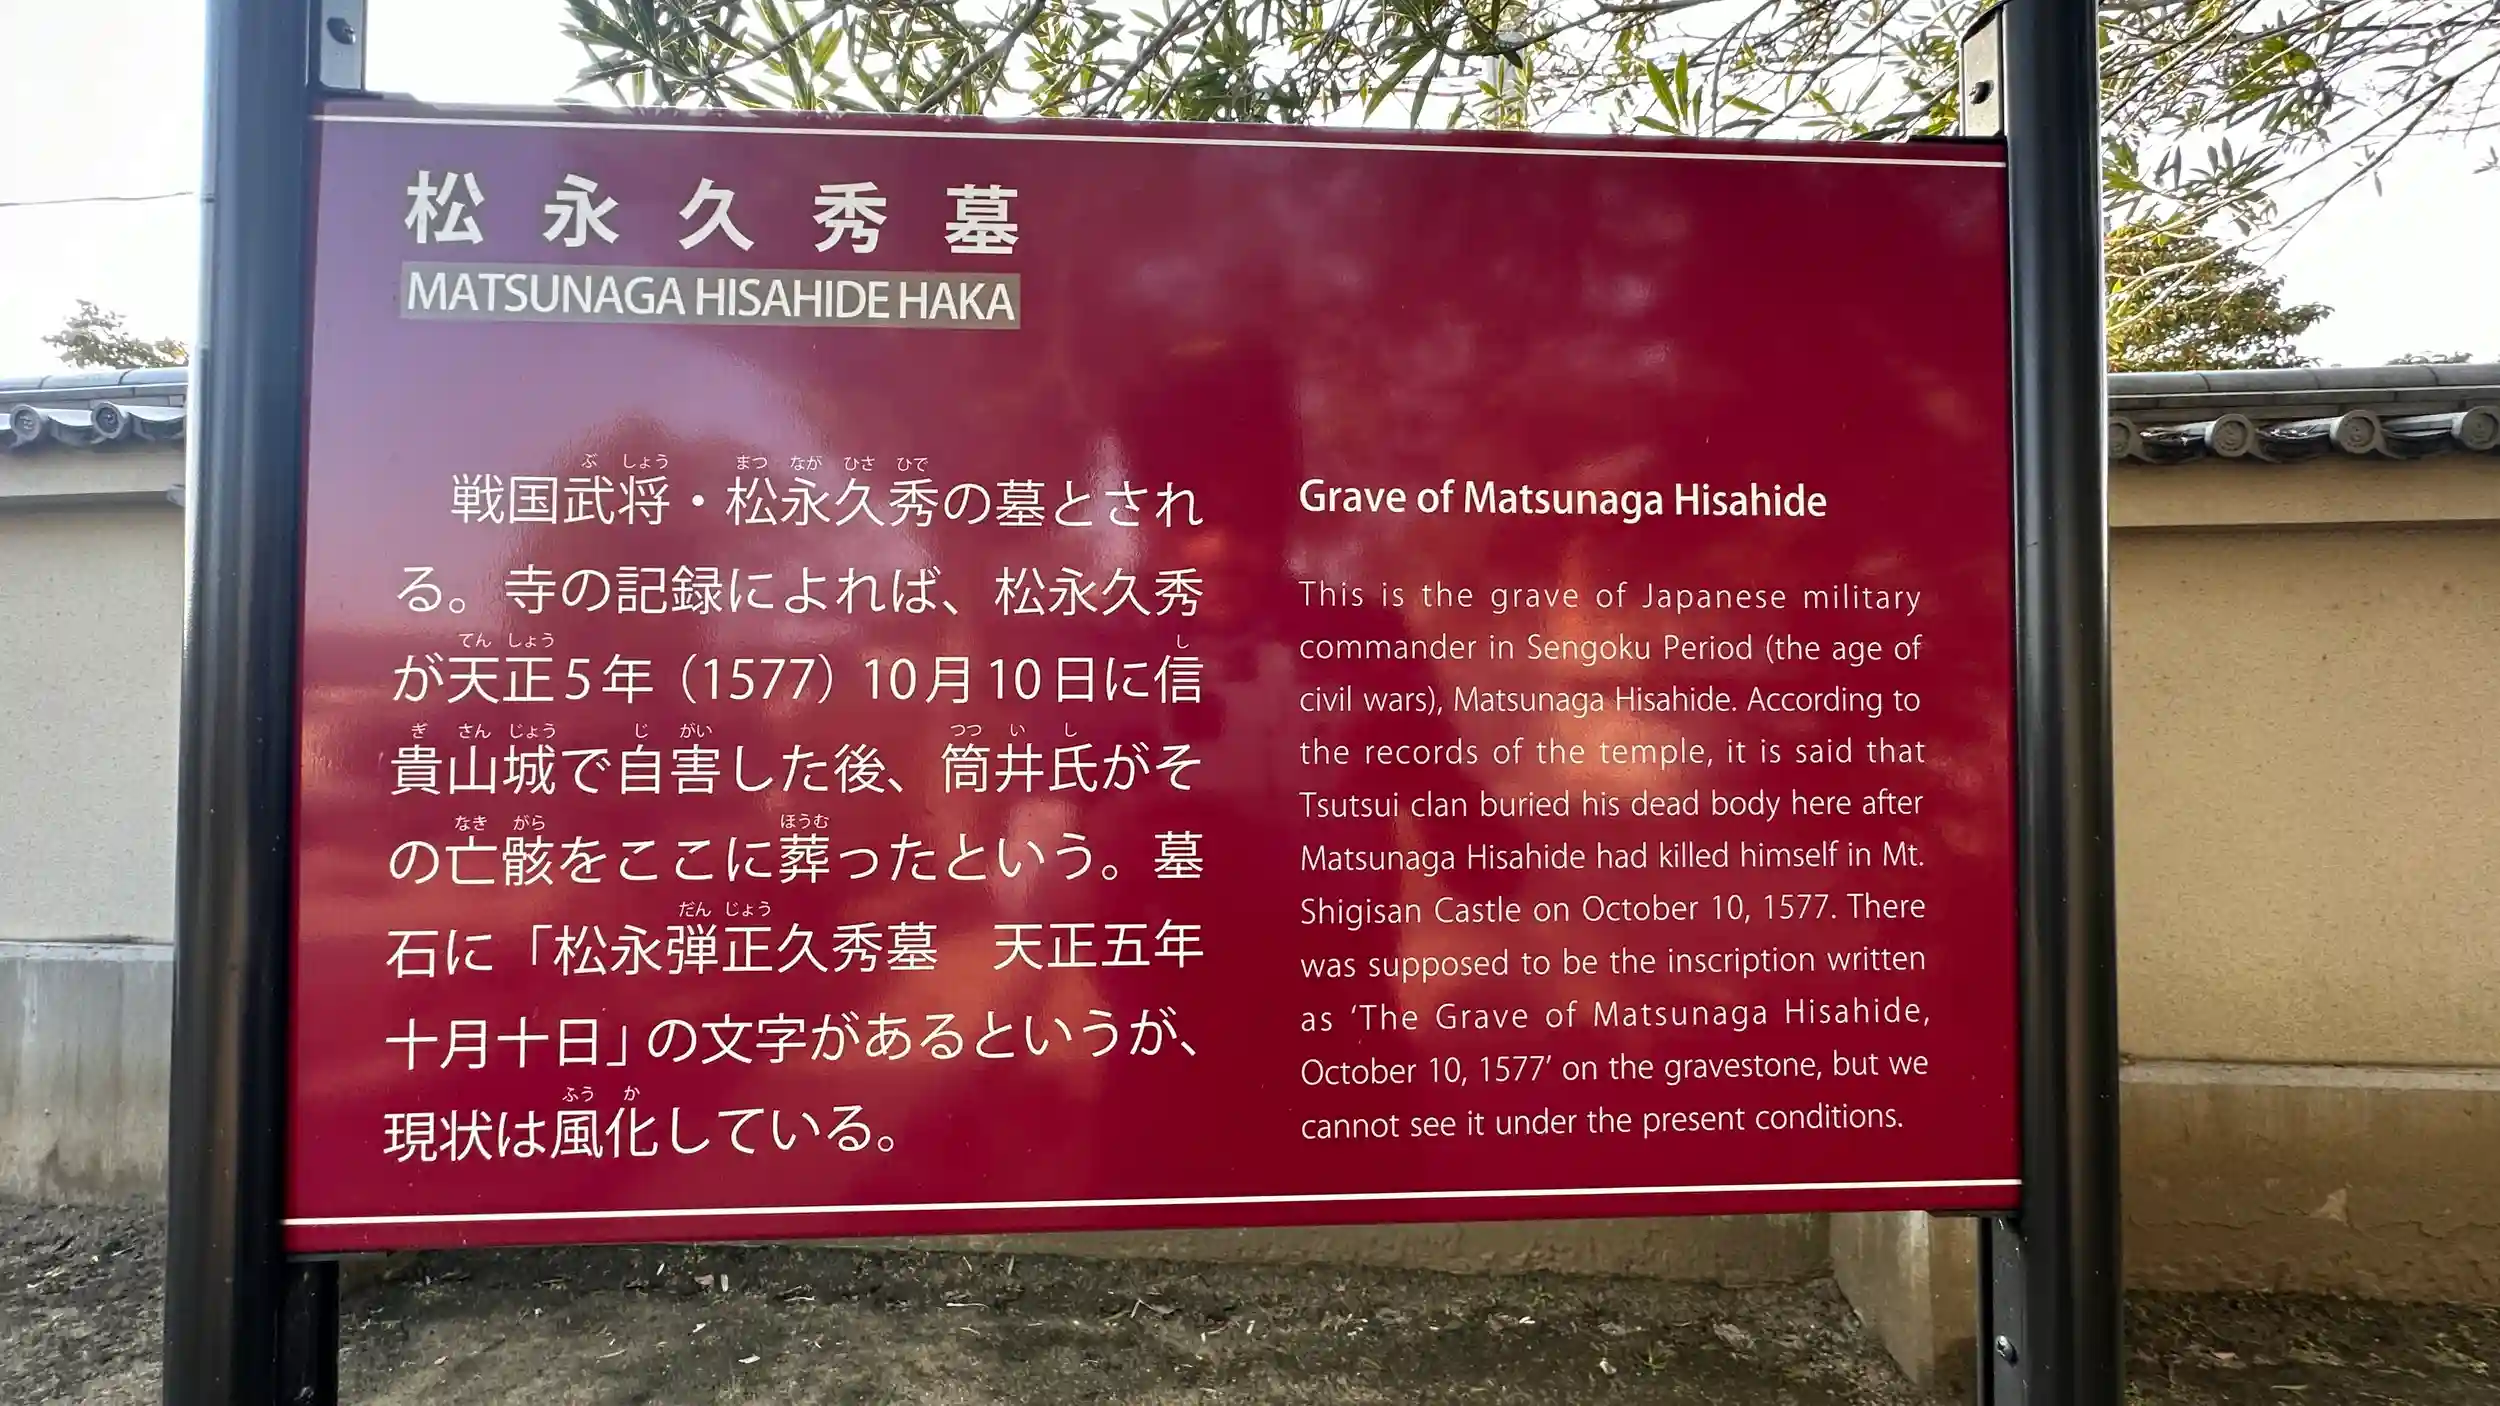 松永久秀墓
MATSUNAGA HISAHIDE HAKA
戦国武将・松永久秀の墓とされ
る。寺の記録によれば、松永久秀
が天正5年（1577）10月10日に信
貴山城で自害した後、筒井氏がそ
の亡骸をここに葬ったという。墓
石に「松永弾正久秀墓　天正五年
十月十日」の文字があるというが、
現状は風化している。
ぶ しょう まつ なが ひさ ひで
てん しょう し
ぎ さん じょう じ がい つつ い し
なき がら ほうむ
だん じょう
ふう か
Grave of Matsunaga Hisahide
This is the grave of Japanese military
commander in Sengoku Period (the age of
civil wars), Matsunaga Hisahide. According to
the records of the temple, it is said that
Tsutsui clan buried his dead body here after
Matsunaga Hisahide had killed himself in Mt.
Shigisan Castle on October 10, 1577. There
was supposed to be the inscription written
as ‘The Grave of Matsunaga Hisahide,
October 10, 1577’ on the gravestone, but we
cannot see it under the present conditions.